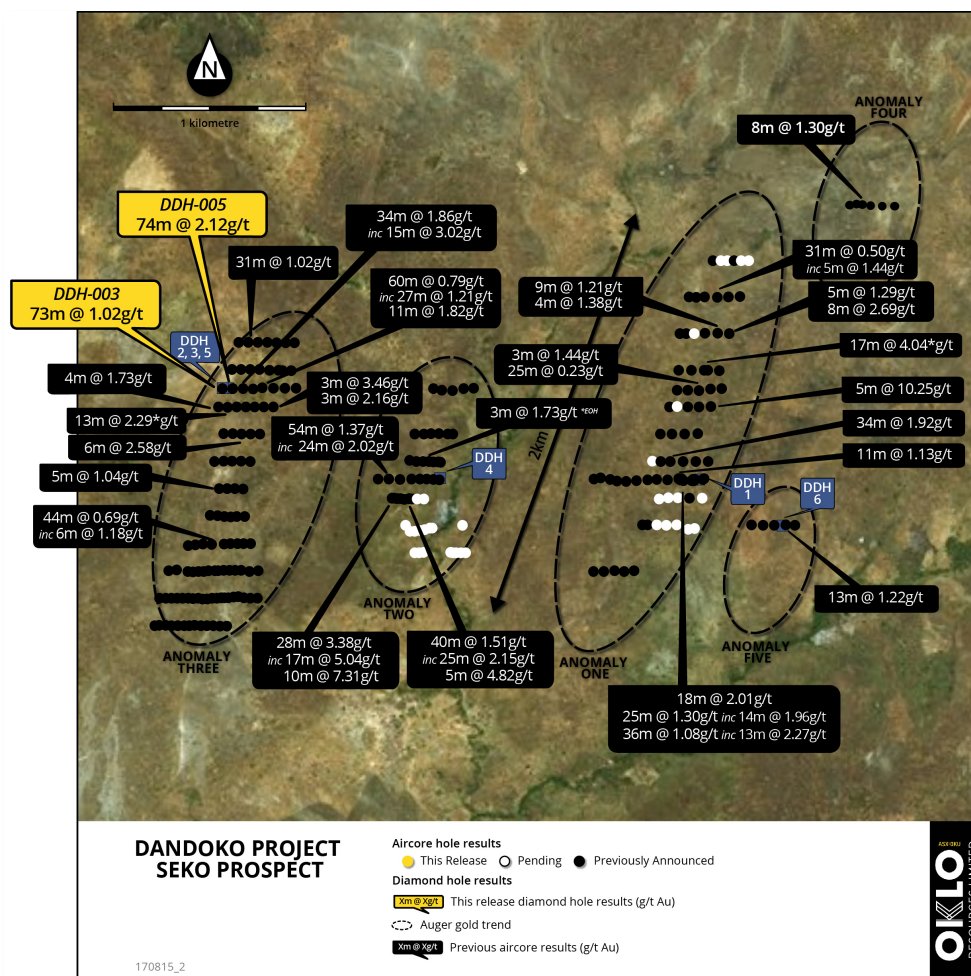 N
1 kilometre
ANOMALY
FOUR
8m @ 1.30g/t
DDH-005
74m @ 2.12g/t
34m @ 1.86g/t
inc 15m @ 3.02g/t
31m @ 1.02g/t
31m @ 0.50g/t
inc 5m @ 1.44g/t
60m @ 0.79g/t
inc 27m @ 1.21g/t
11m @ 1.82g/t
9m @ 1.21g/t
4m @ 1.38g/t
5m @ 1.29g/t
8m @ 2.69g/t
DDH-003
73m @ 1.02g/t
DDH
2, 3, 5
17m @ 4.04*g/t
3m @ 1.44g/t
25m @ 0.23g/t
4m @ 1.73g/t
3m @ 3.46g/t
3m @ 2.16g/t
5m @ 10.25g/t
13m @ 2.29*g/t
3m @ 1.73g/t *EOH
54m @ 1.37g/t
inc 24m @ 2.02g/t
34m @ 1.92g/t
6m @ 2.58g/t
2km
11m @ 1.13g/t
DDH
4
5m @ 1.04g/t
DDH
1
DDH
6
44m @ 0.69g/t
inc 6m @ 1.18g/t
13m @ 1.22g/t
ANOMALY
TWO
28m @ 3.38g/t
inc 17m @ 5.04g/t
10m @ 7.31g/t
40m @ 1.51g/t
inc 25m @ 2.15g/t
5m @ 4.82g/t
ANOMALY
THREE
ANOMALY
ONE
ANOMALY
FIVE
18m @ 2.01g/t
25m @ 1.30g/t inc 14m @ 1.96g/t
36m @ 1.08g/t inc 13m @ 2.27g/t
DANDOKO PROJECT
SEKO PROSPECT
Aircore hole results
This Release Pending Previously Announced
Diamond hole results
Xm @ Xg/t This release diamond hole results (g/t Au)
Auger gold trend
Xm @ Xg/t Previous aircore results (g/t Au)
170815_2
ASX:OKU
OKLO
RESOURCES LIMITED